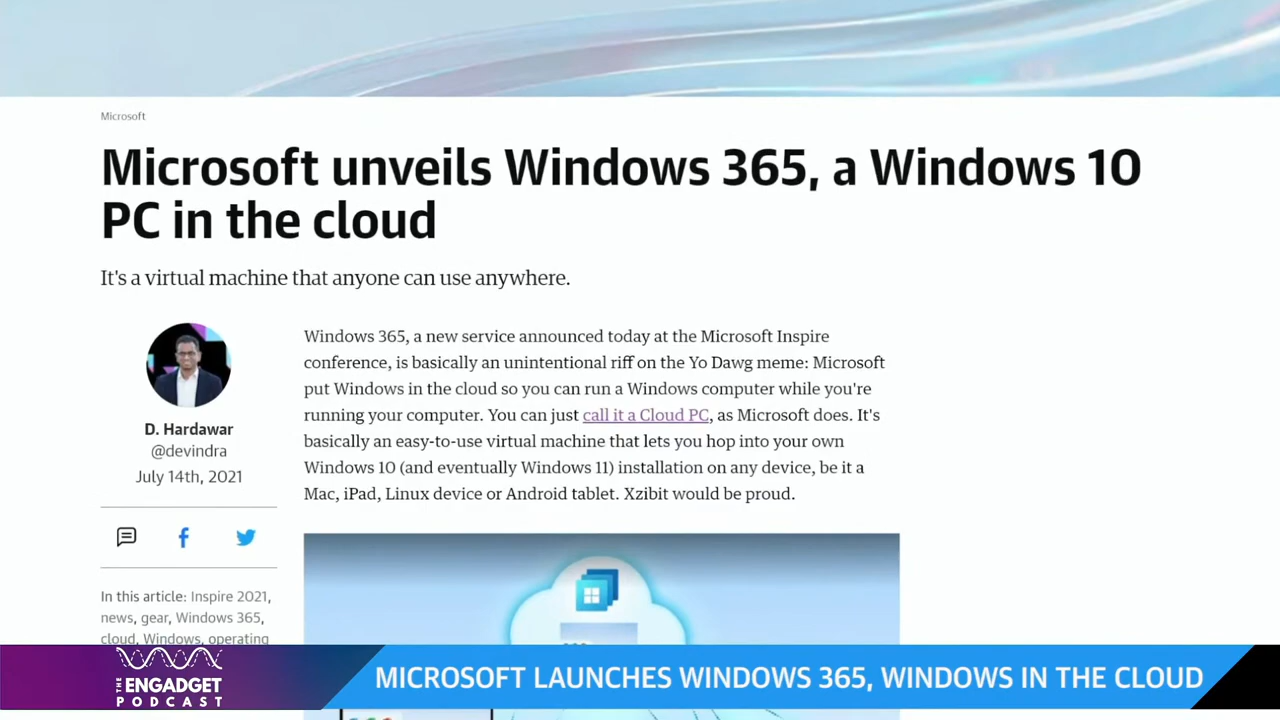 Microsoft
Microsoft unveils Windows 365, a Windows 10
PC in the cloud
It's a virtual machine that anyone can use anywhere.
D. Hardawar
@devindra
July 14th, 2021
In this article: Inspire 2021,
news, gear, Windows 365,
cloud, Windows, operating
Windows 365, a new service announced today at the Microsoft Inspire
conference, is basically an unintentional riff on the Yo Dawg meme: Microsoft
put Windows in the cloud so you can run a Windows computer while you're
running your computer. You can just call it a Cloud PC, as Microsoft does. It's
basically an easy-to-use virtual machine that lets you hop into your own
Windows 10 (and eventually Windows 11) installation on any device, be it a
Mac, iPad, Linux device or Android tablet. Xzibit would be proud.
THE ENGADGET
PODCAST
MICROSOFT LAUNCHES WINDOWS 365, WINDOWS IN THE CLOUD